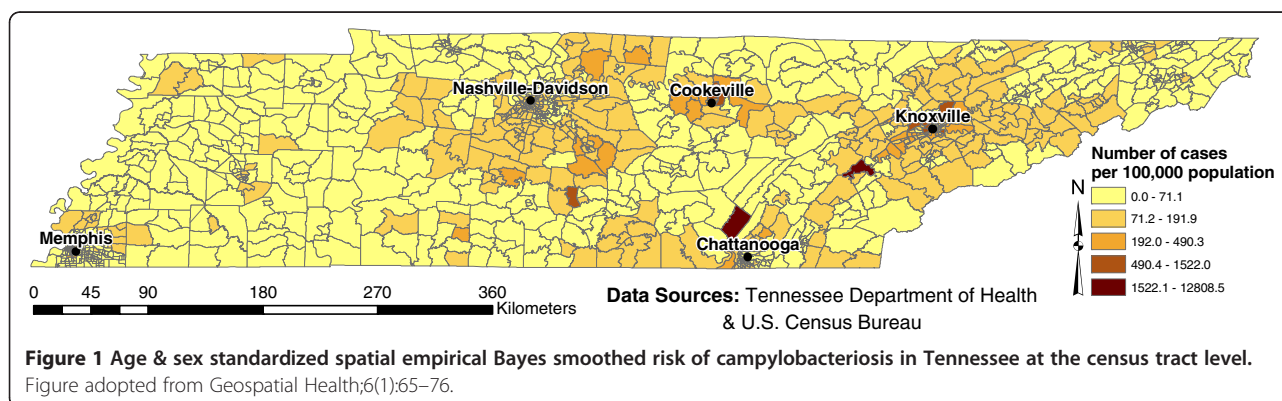 Nashville-Davidson
Cookeville
Knoxville
Memphis
Chattanooga
Number of cases
per 100,000 population
0.0 - 71.1
71.2 - 191.9
192.0 - 490.3
490.4 - 1522.0
1522.1 - 12808.5
N
0 45 90 180 270 360
Kilometers
Data Sources: Tennessee Department of Health
& U.S. Census Bureau
Figure 1 Age & sex standardized spatial empirical Bayes smoothed risk of campylobacteriosis in Tennessee at the census tract level.
Figure adopted from Geospatial Health;6(1):65–76.